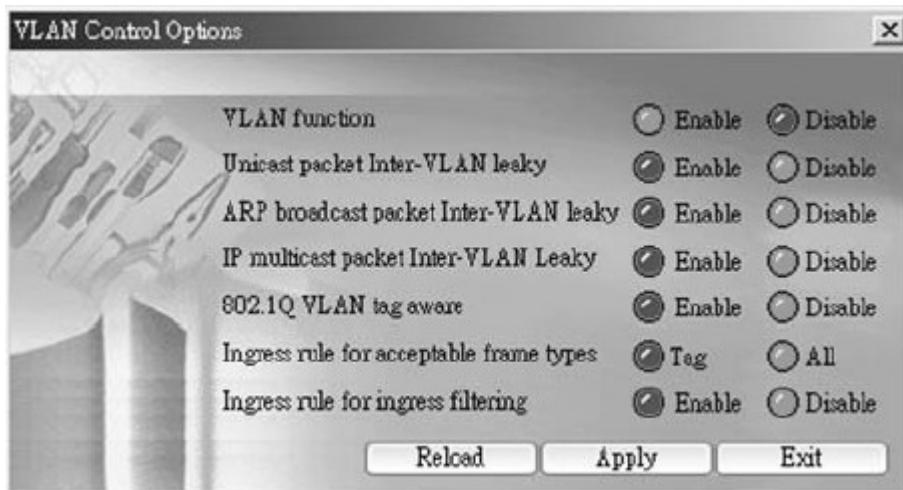 VLAN Control Options
VLAN function Enable Disable
Unicast packet Inter-VLAN leaky Enable Disable
ARP broadcast packet Inter-VLAN leaky Enable Disable
IP multicast packet Inter-VLAN Leaky Enable Disable
802.1Q VLAN tag aware Enable Disable
Ingress rule for acceptable frame types Tag All
Ingress rule for ingress filtering Enable Disable
Reload Apply Exit